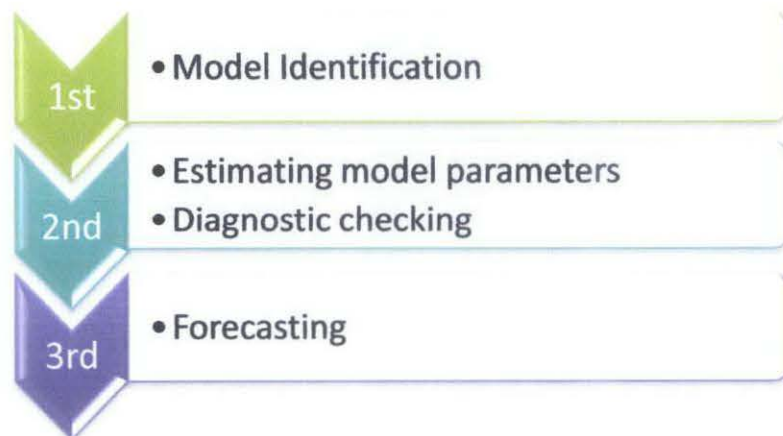 1st
• Model Identification
2nd
• Estimating model parameters
• Diagnostic checking
3rd
• Forecasting